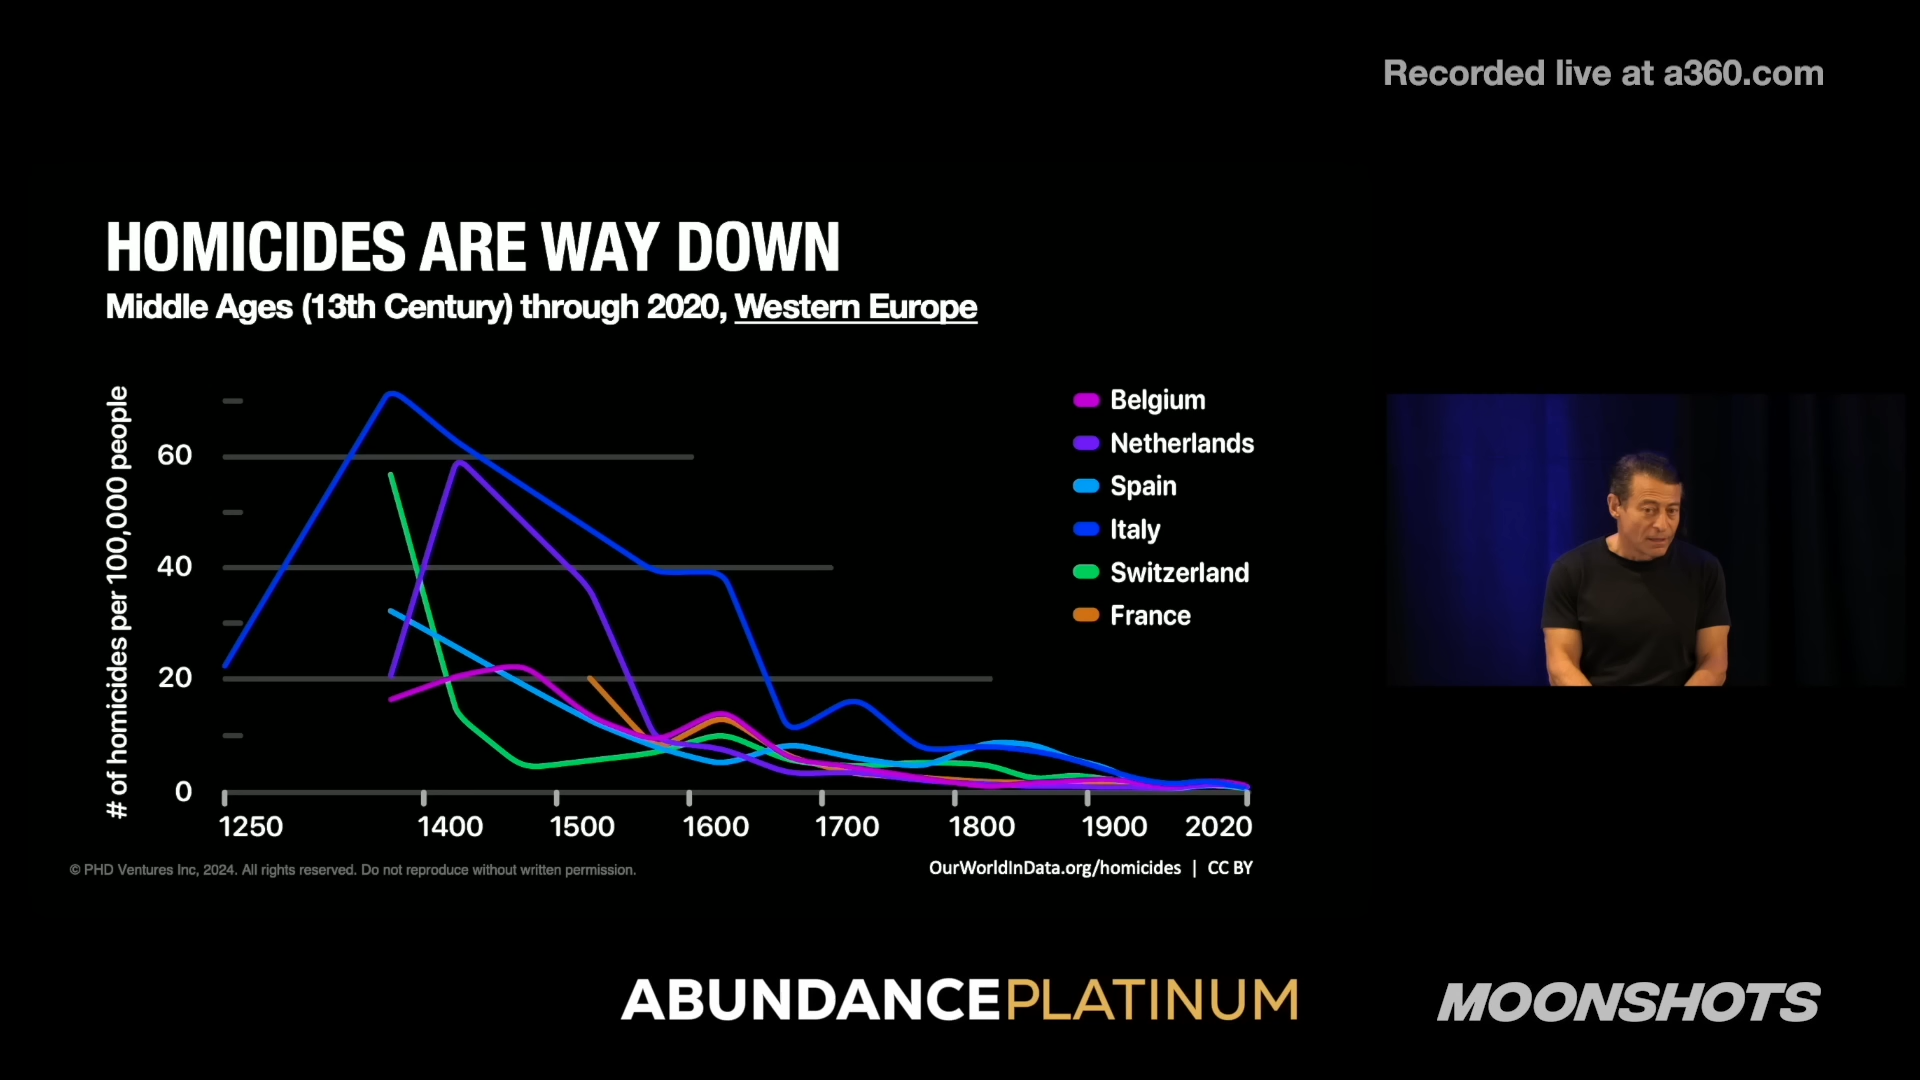 Recorded live at a360.com
HOMICIDES ARE WAY DOWN
Middle Ages (13th Century) through 2020, Western Europe
# of homicides per 100,000 people
60
40
20
0
1250
1400
1500
1600
1700
1800
1900
2020
Belgium
Netherlands
Spain
Italy
Switzerland
France
© PHD Ventures Inc, 2024. All rights reserved. Do not reproduce without written permission.
OurWorldInData.org/homicides | CC BY
ABUNDANCEPLATINUM
MOONSHOTS